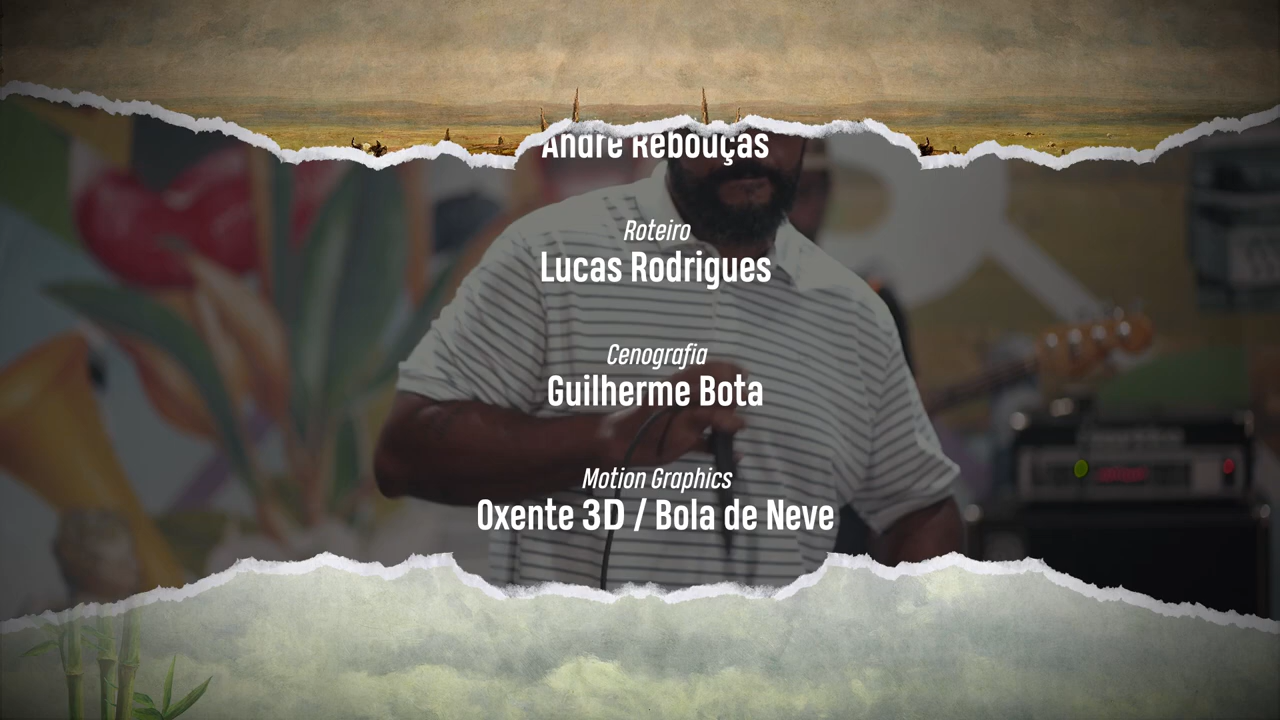 André Rebouças
Roteiro
Lucas Rodrigues
Cenografia
Guilherme Bota
Motion Graphics
Oxente 3D / Bola de Neve